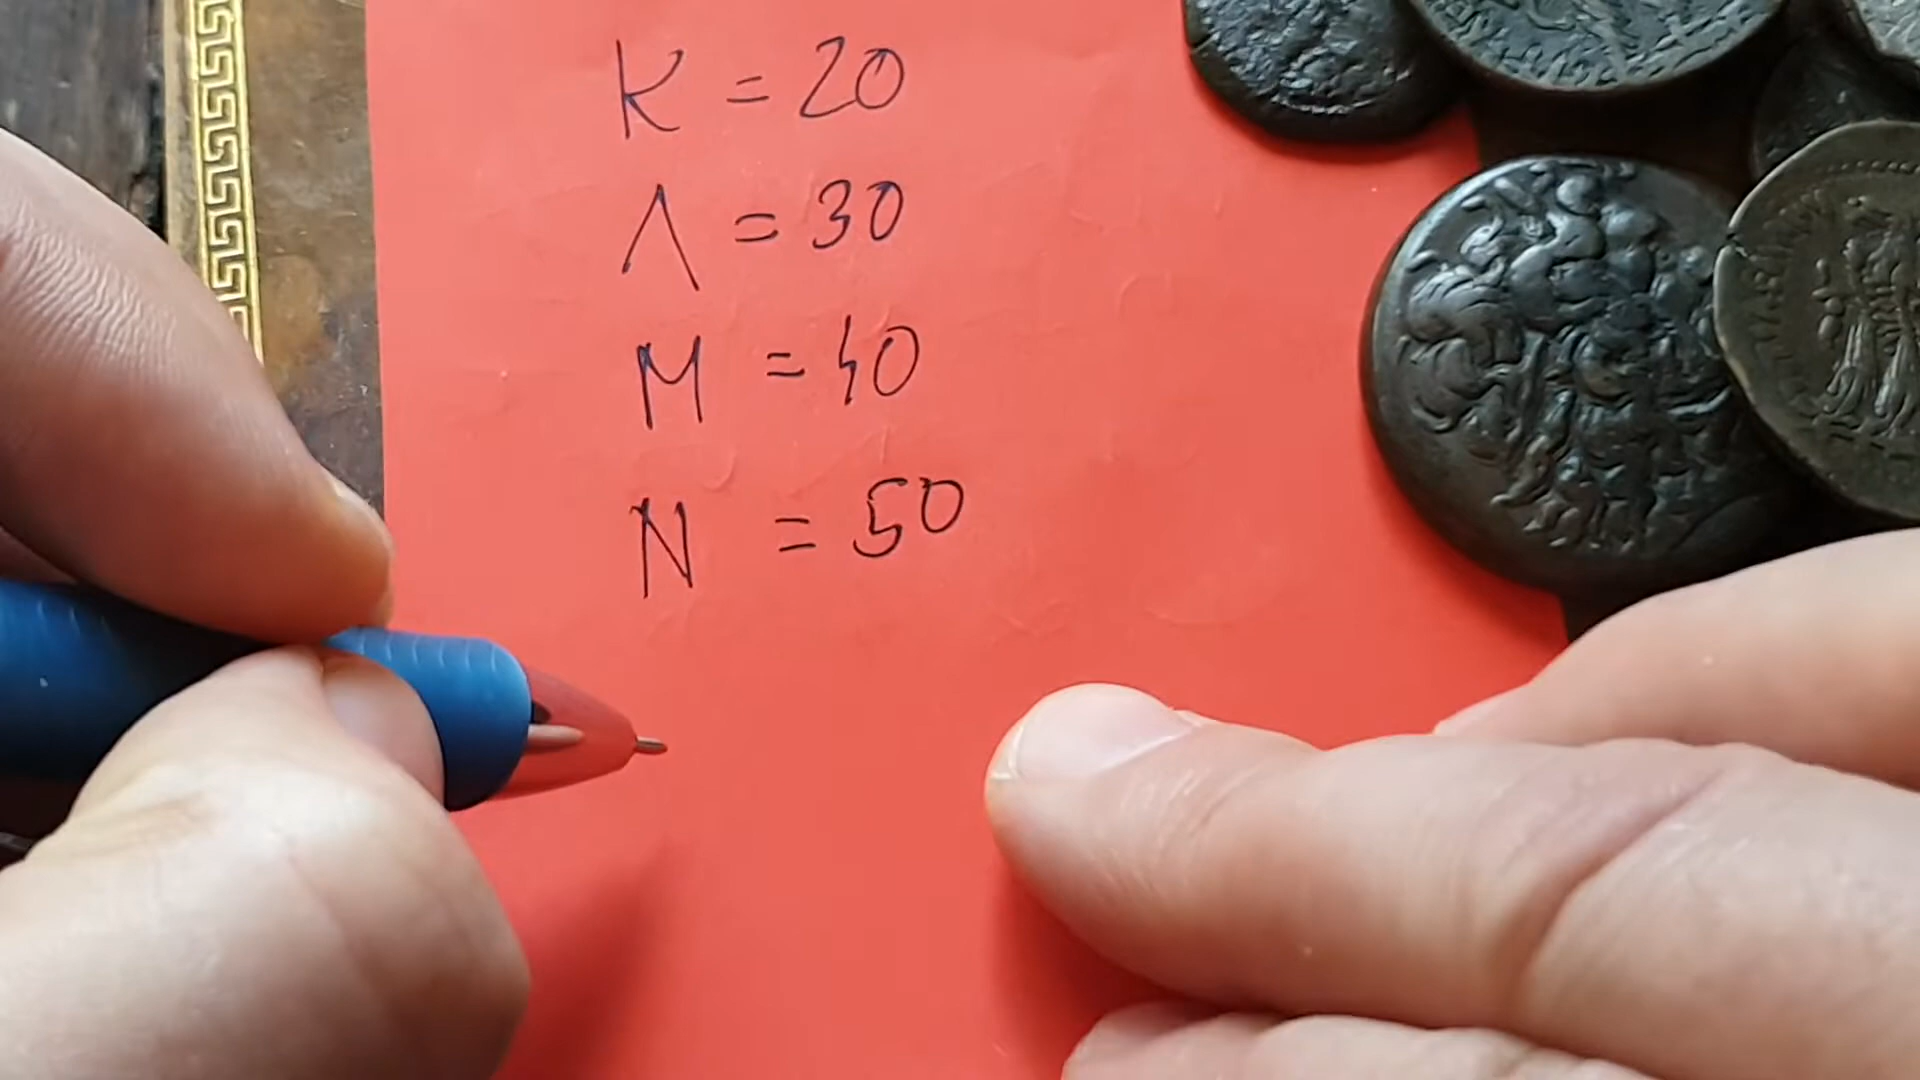 Κ = 20
Λ = 30
Μ = 40
Ν = 50